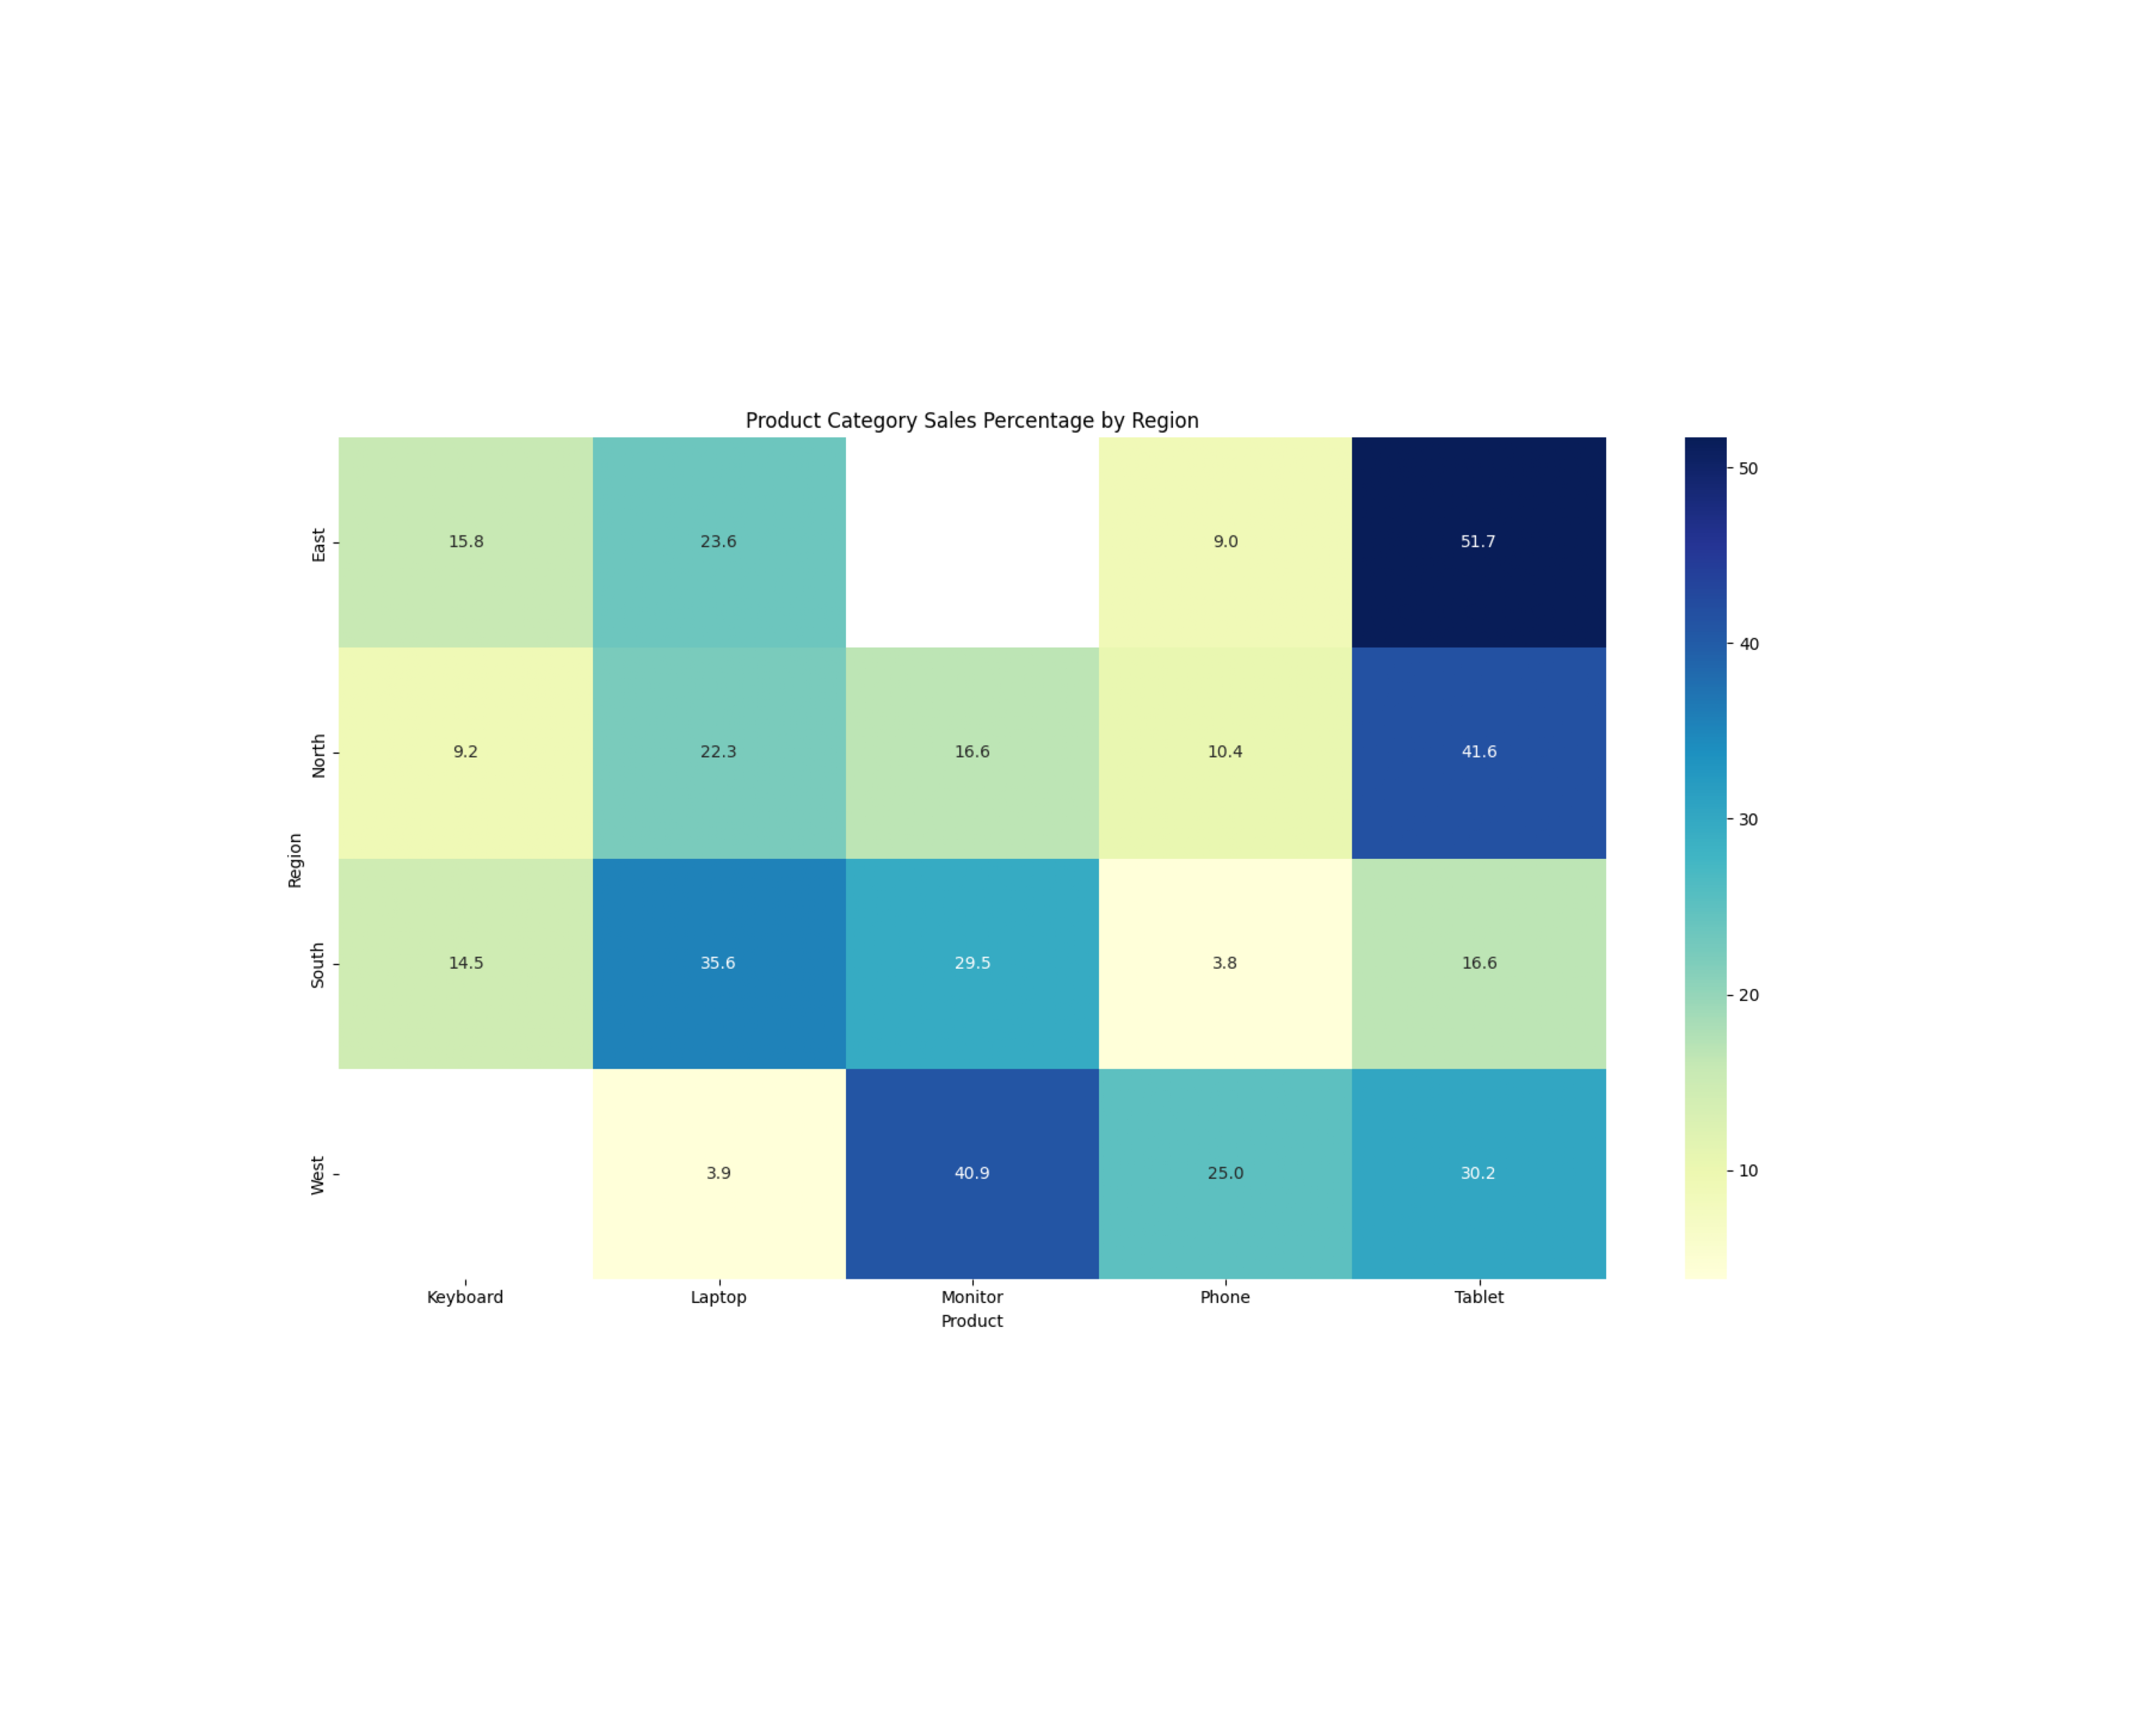 Product Category Sales Percentage by Region
East
15.8 23.6 9.0 51.7
North
9.2 22.3 16.6 10.4 41.6
South
14.5 35.6 29.5 3.8 16.6
West
3.9 40.9 25.0 30.2
Region
Keyboard Laptop Monitor Phone Tablet
Product
50
40
30
20
10